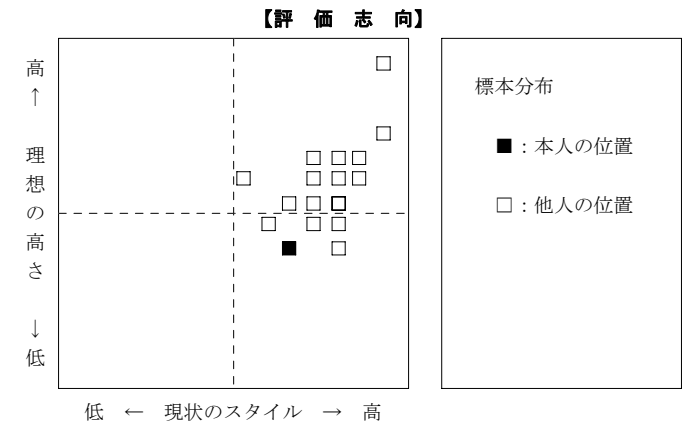 【評 価 志 向】
高
↑
理
想
の
高
さ
↓
低
低 ← 現状のスタイル → 高
標本分布
■：本人の位置
□：他人の位置